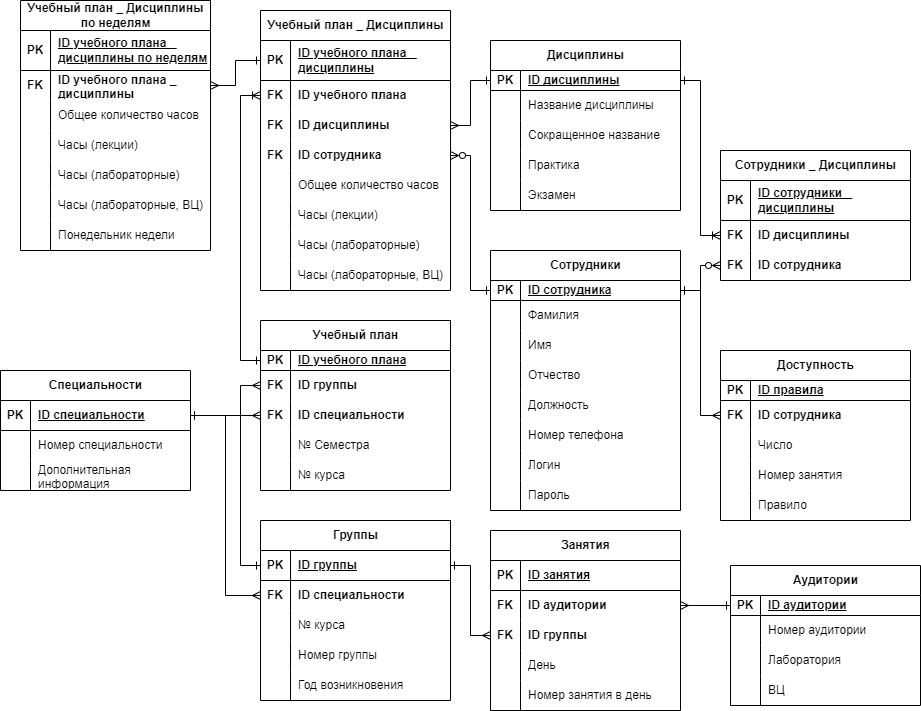 Учебный план _ Дисциплины
по неделям
PK
ID учебного плана _
дисциплины по неделям
FK
ID учебного плана _
дисциплины
Общее количество часов
Часы (лекции)
Часы (лабораторные)
Часы (лабораторные, ВЦ)
Понедельник недели
Учебный план _ Дисциплины
PK
ID учебного плана _
дисциплины
FK
ID учебного плана
FK
ID дисциплины
FK
ID сотрудника
Общее количество часов
Часы (лекции)
Часы (лабораторные)
Часы (лабораторные, ВЦ)
Дисциплины
PK
ID дисциплины
Название дисциплины
Сокращенное название
Практика
Экзамен
Сотрудники _ Дисциплины
PK
ID сотрудники _
дисциплины
FK
ID дисциплины
FK
ID сотрудника
Сотрудники
PK
ID сотрудника
Фамилия
Имя
Отчество
Должность
Номер телефона
Логин
Пароль
Учебный план
PK
ID учебного плана
FK
ID группы
FK
ID специальности
№ Семестра
№ курса
Специальности
PK
ID специальности
Номер специальности
Дополнительная
информация
Доступность
PK
ID правила
FK
ID сотрудника
Число
Номер занятия
Правило
Группы
PK
ID группы
FK
ID специальности
№ курса
Номер группы
Год возникновения
Занятия
PK
ID занятия
FK
ID аудитории
FK
ID группы
День
Номер занятия в день
Аудитории
PK
ID аудитории
Номер аудитории
Лаборатория
ВЦ